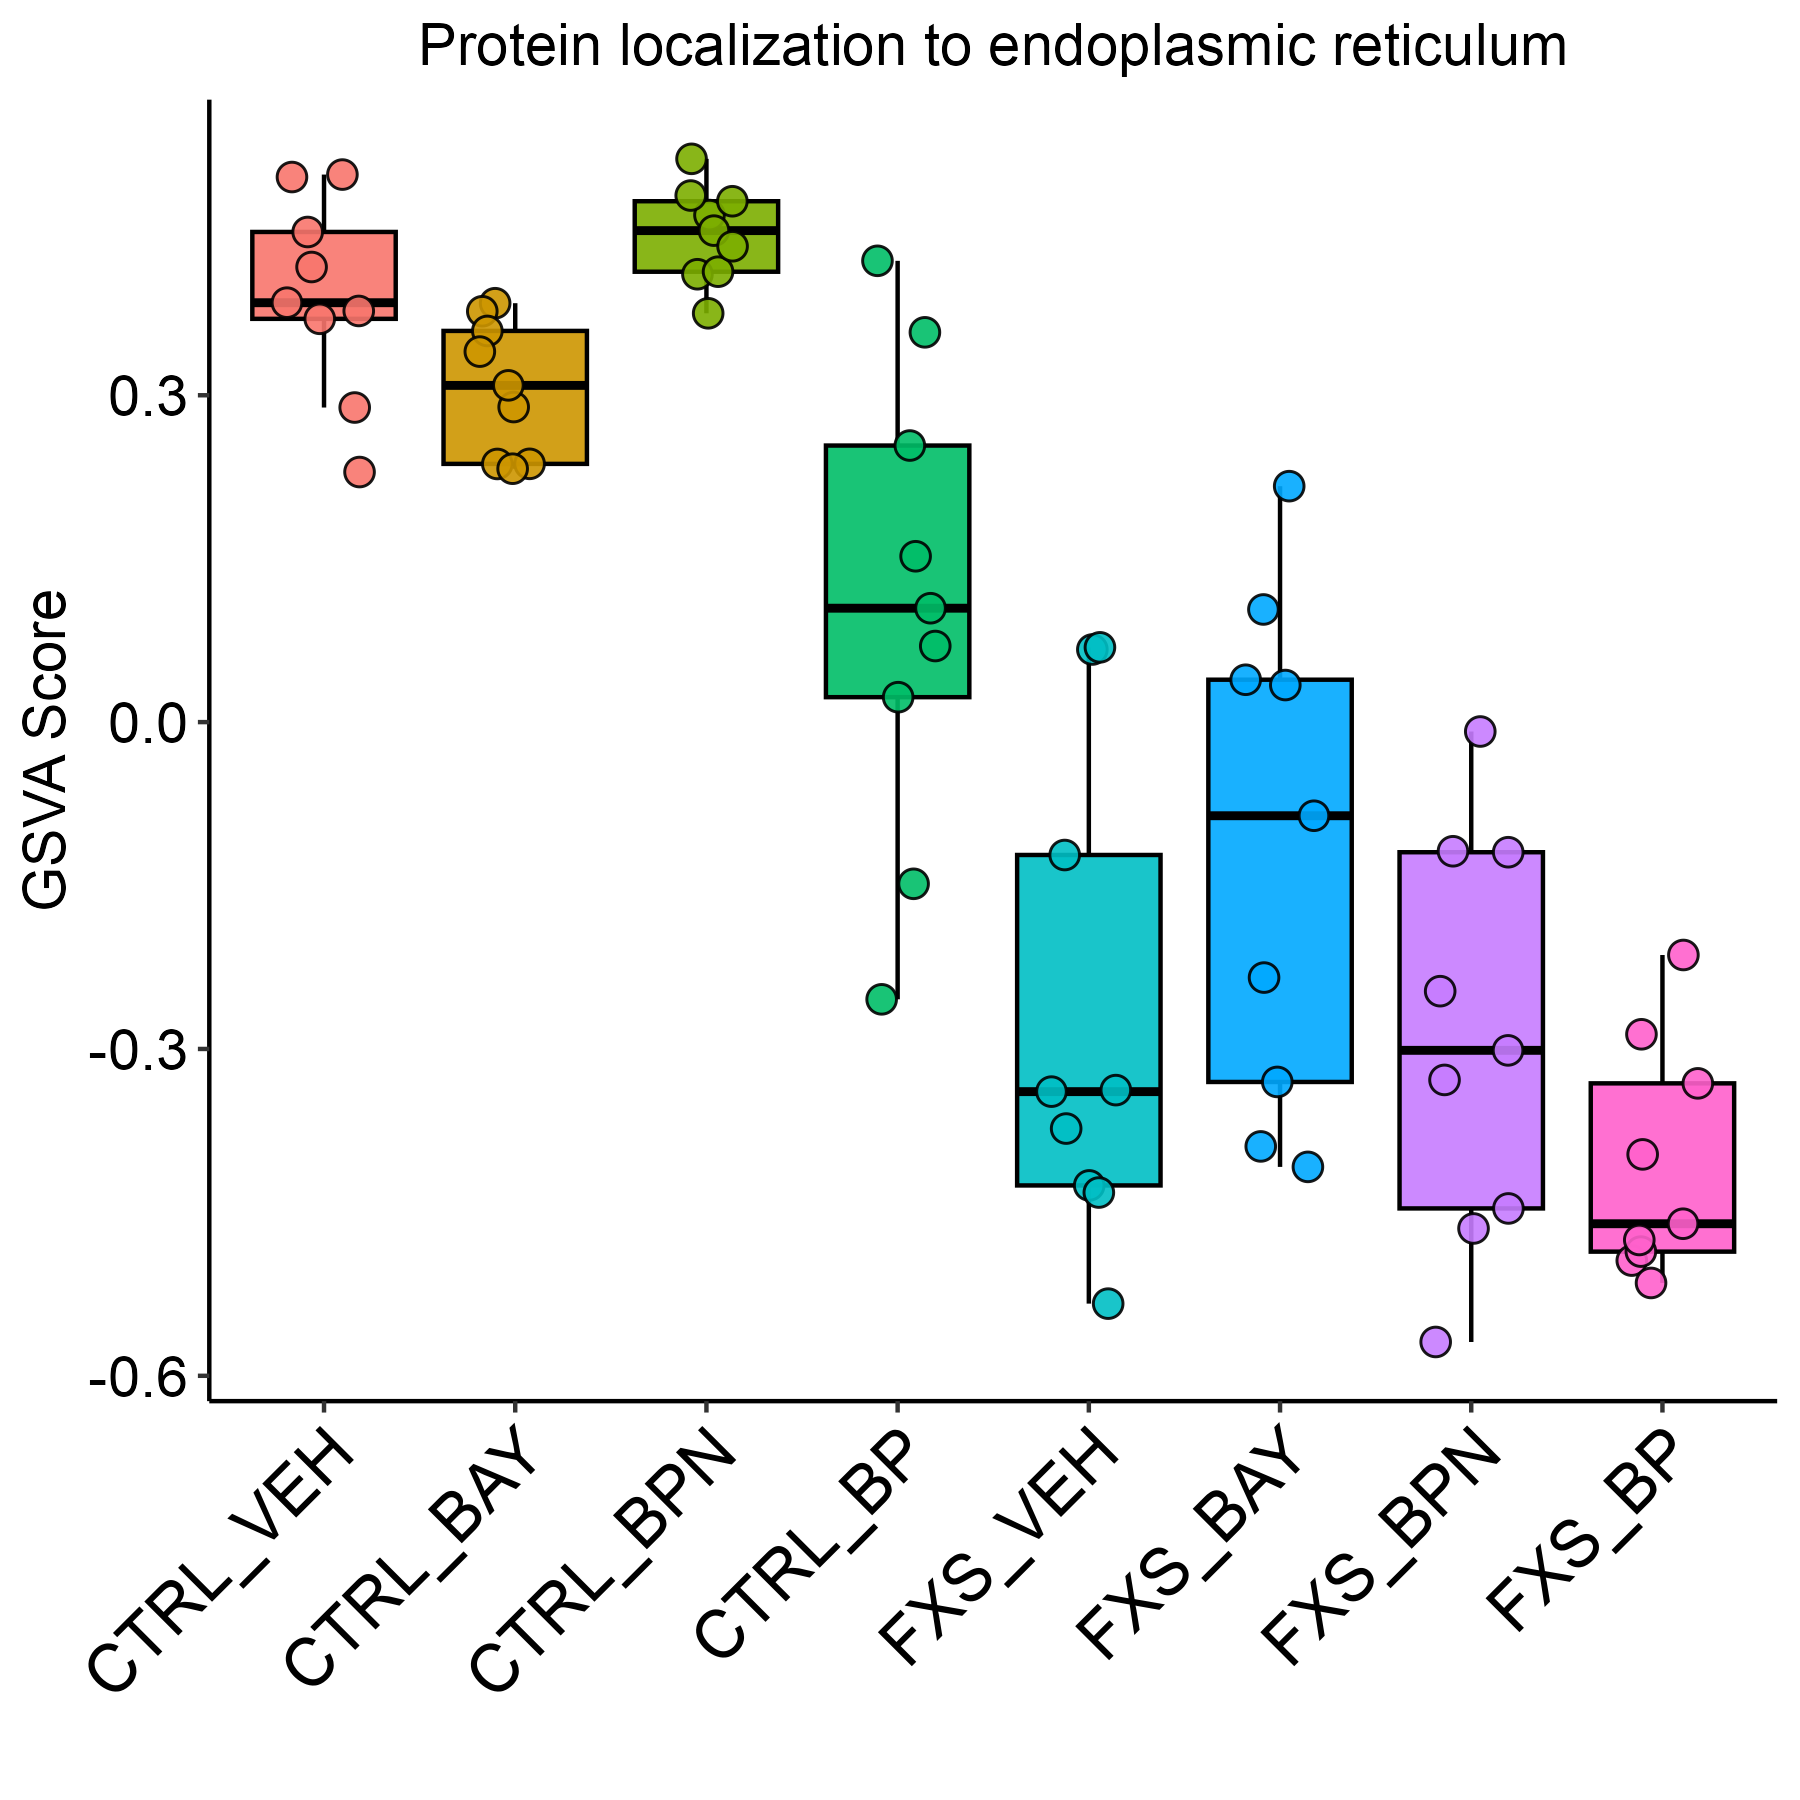 Protein localization to endoplasmic reticulum
GSVA Score
0.3
0.0
-0.3
-0.6
CTRL_VEH
CTRL_BAY
CTRL_BPN
CTRL_BP
FXS_VEH
FXS_BAY
FXS_BPN
FXS_BP